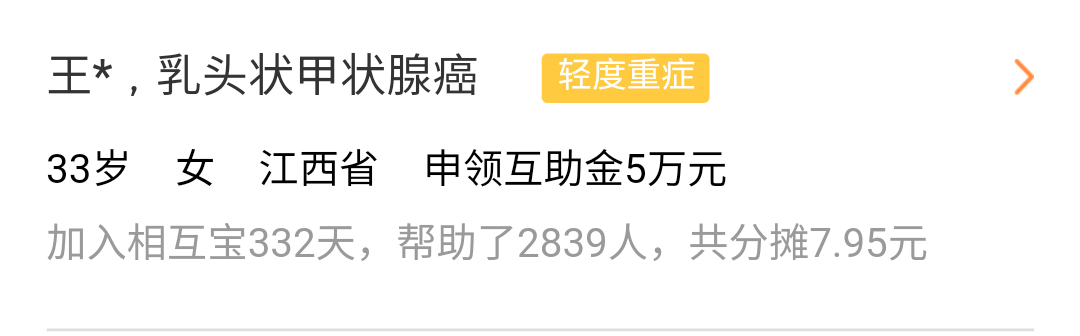 王*，乳头状甲状腺癌 轻度重症
33岁 女 江西省 申领互助金5万元
加入相互宝332天，帮助了2839人，共分摊7.95元